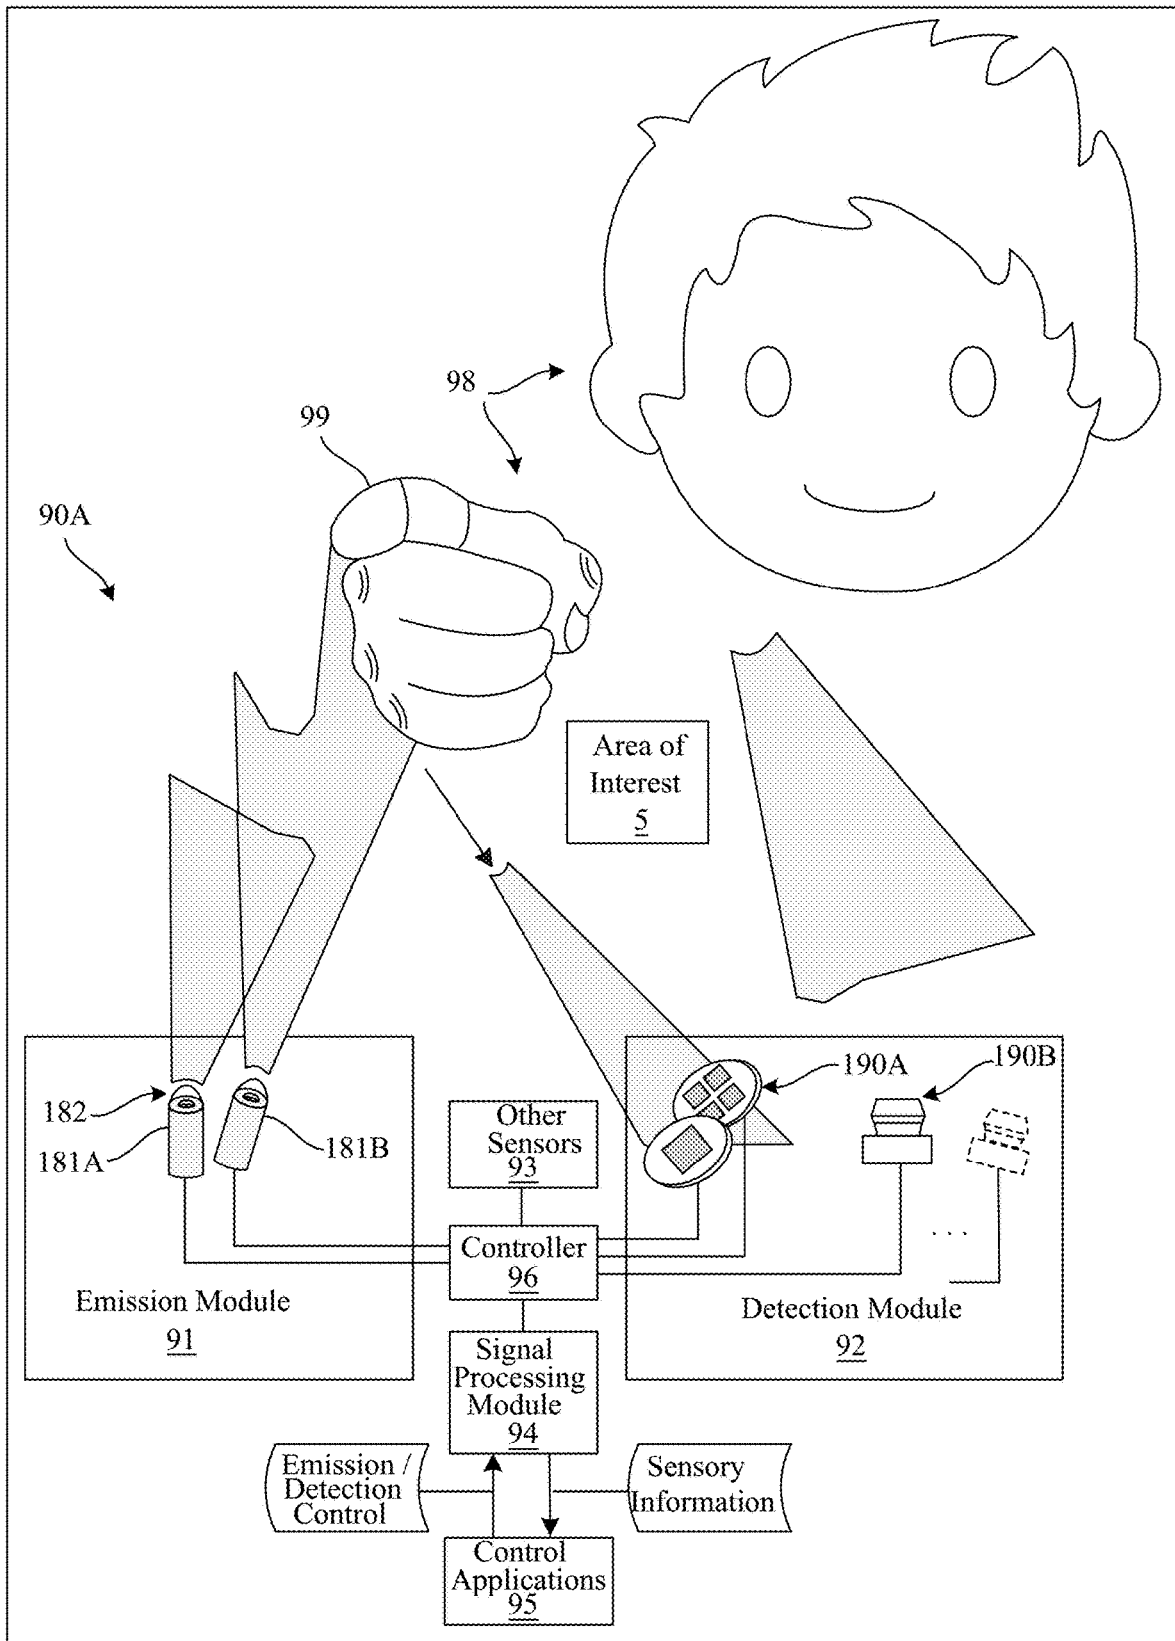 98
99
90A
Area of
Interest
5
190A
190B
182
181A
181B
Other
Sensors
93
Controller
96
Emission Module
91
Detection Module
92
. . .
Signal
Processing
Module
94
Emission /
Detection
Control
Sensory
Information
Control
Applications
95